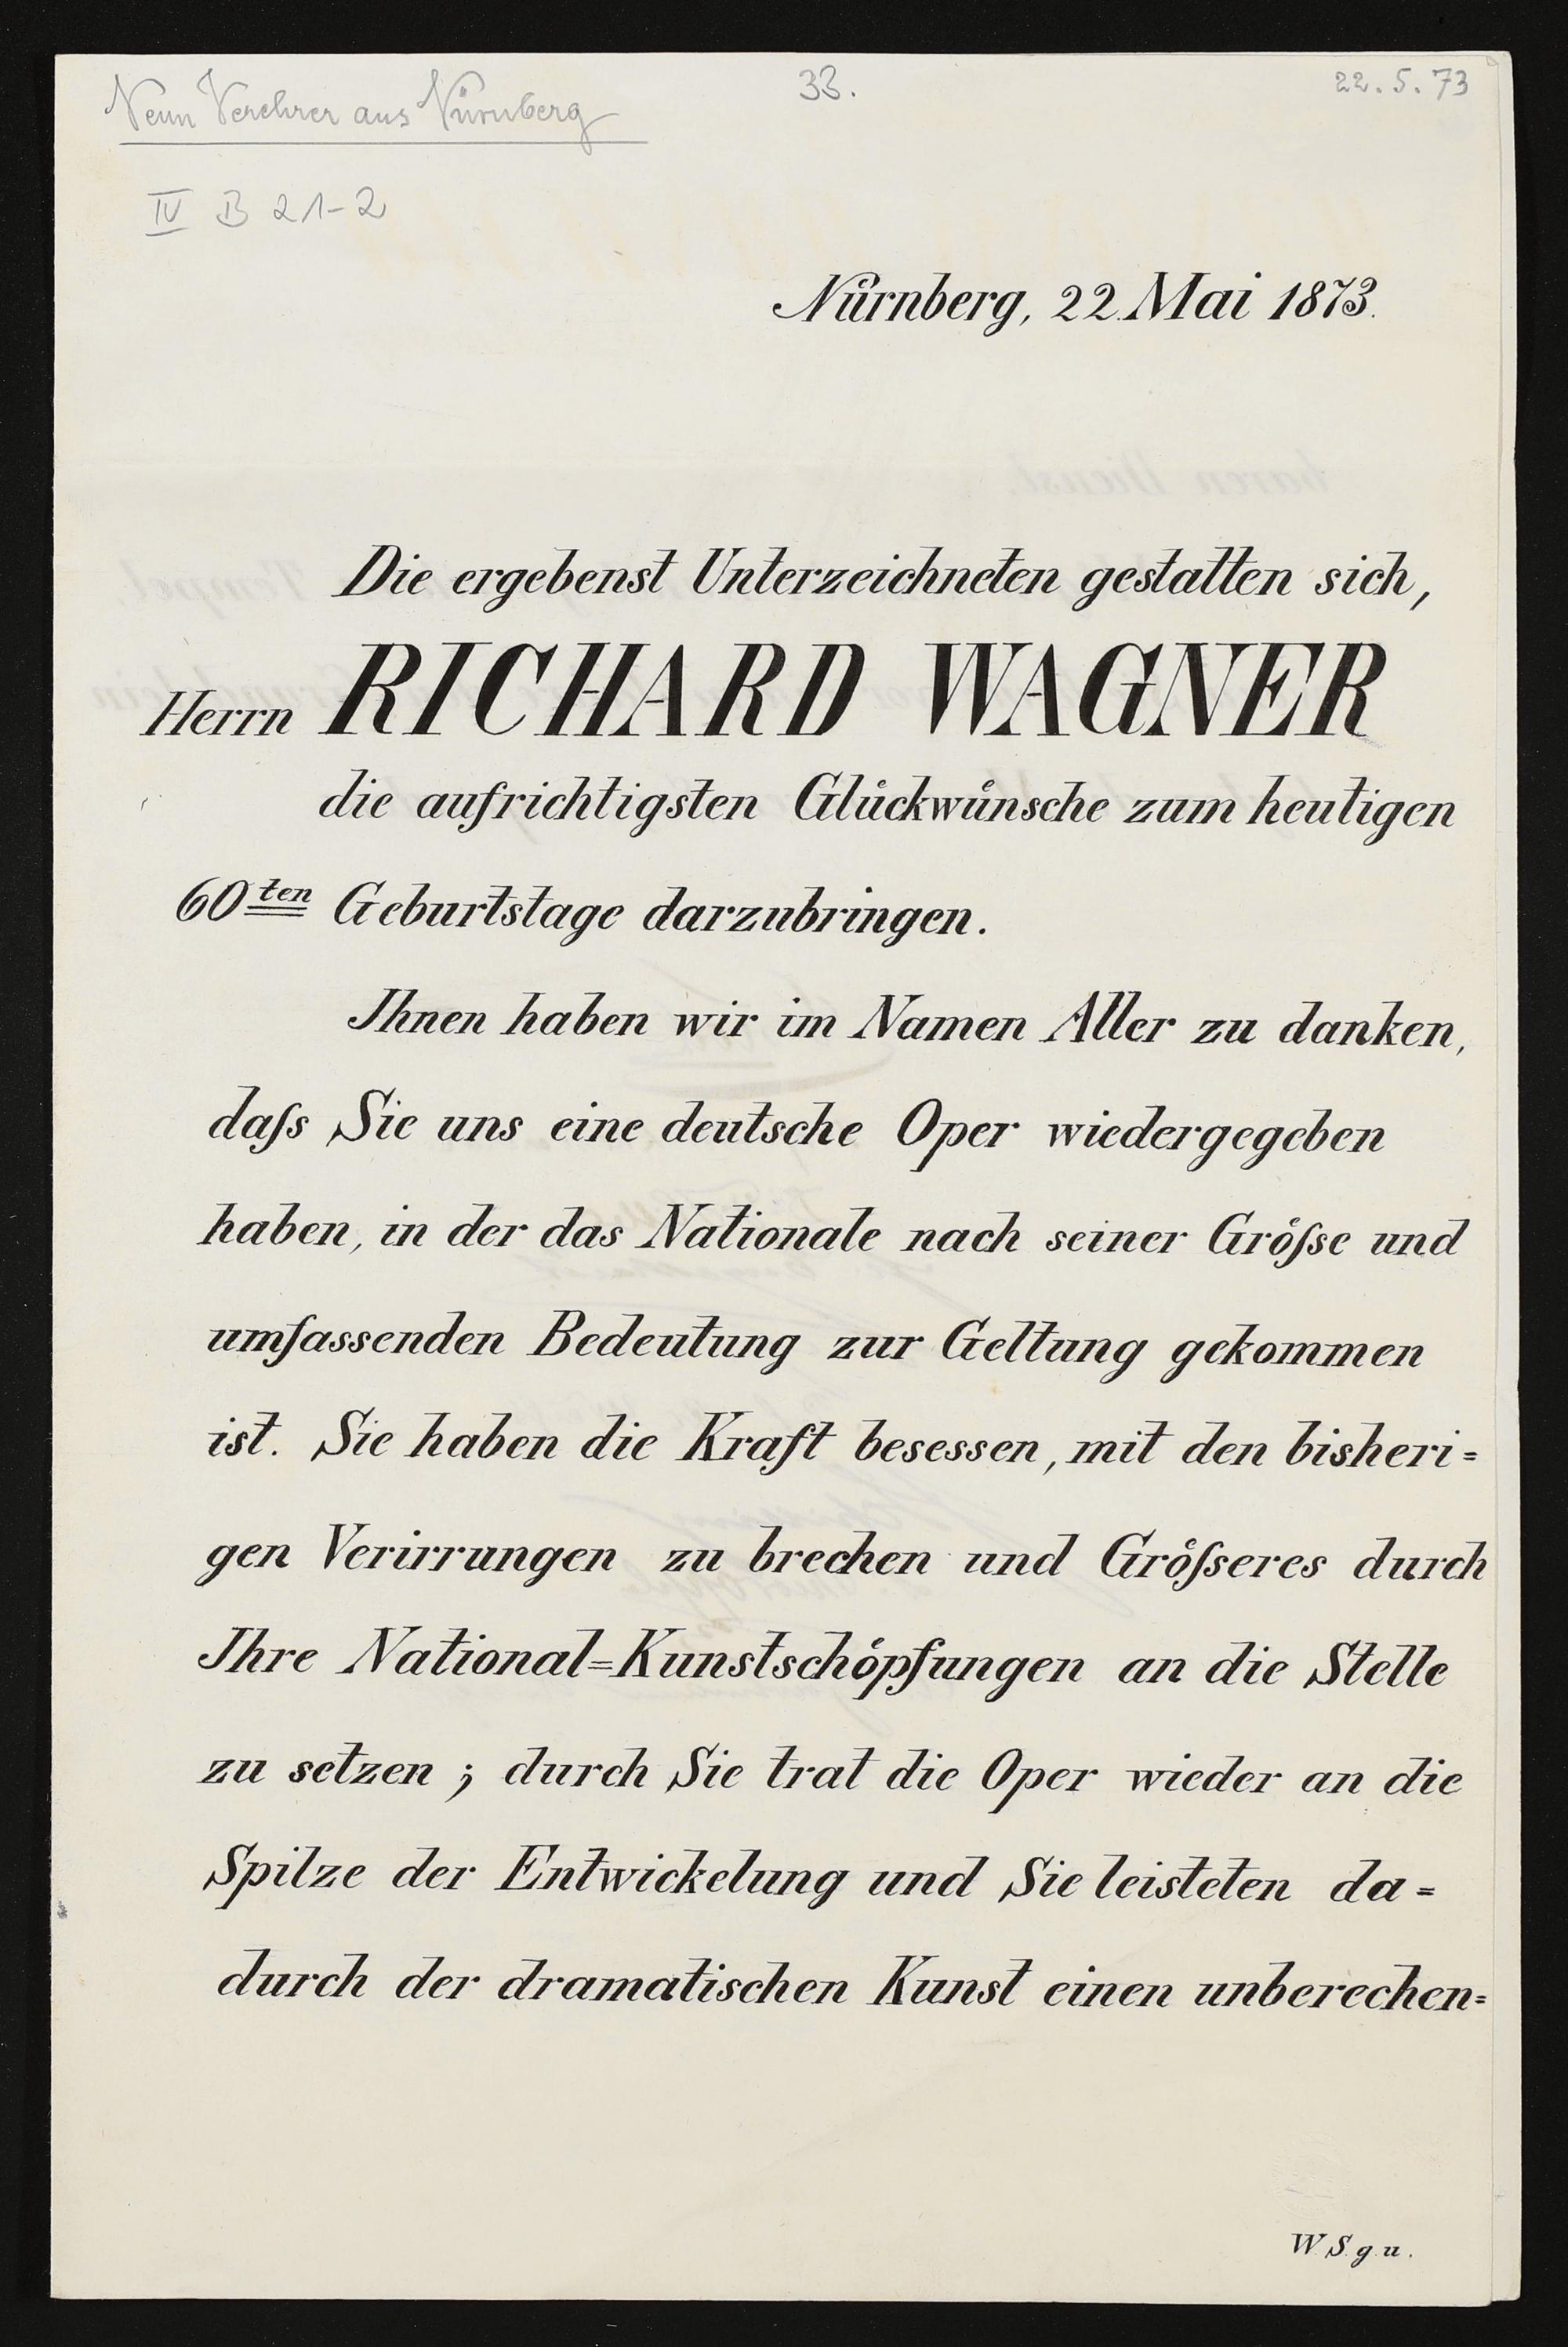 Neun Verehrer aus Nürnberg
33.
22.5.73
IV B 21-2
Nürnberg, 22. Mai 1873.
Die ergebenst Unterzeichneten gestatten sich,
Herrn RICHARD WAGNER
die aufrichtigsten Glückwünsche zum heutigen
60ten Geburtstage darzubringen.
Ihnen haben wir im Namen Aller zu danken,
daſs Sie uns eine deutsche Oper wiedergegeben
haben, in der das Nationale nach seiner Gröſse und
umfassenden Bedeutung zur Geltung gekommen
ist. Sie haben die Kraft besessen, mit den bisheri=
gen Verirrungen zu brechen und Gröſseres durch
Ihre National=Kunstschöpfungen an die Stelle
zu setzen; durch Sie trat die Oper wieder an die
Spitze der Entwickelung und Sie leisteten da=
durch der dramatischen Kunst einen unberechen=
W. S. g. u.